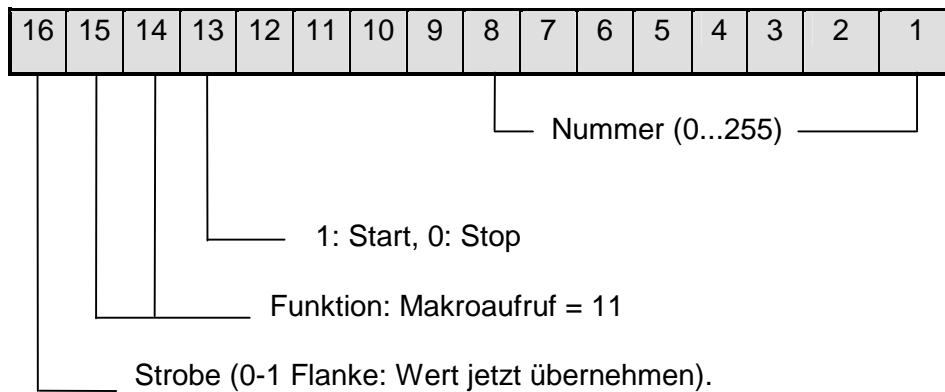 16 15 14 13 12 11 10 9 8 7 6 5 4 3 2 1
Nummer (0...255)
1: Start, 0: Stop
Funktion: Makroaufruf = 11
Strobe (0-1 Flanke: Wert jetzt übernehmen).